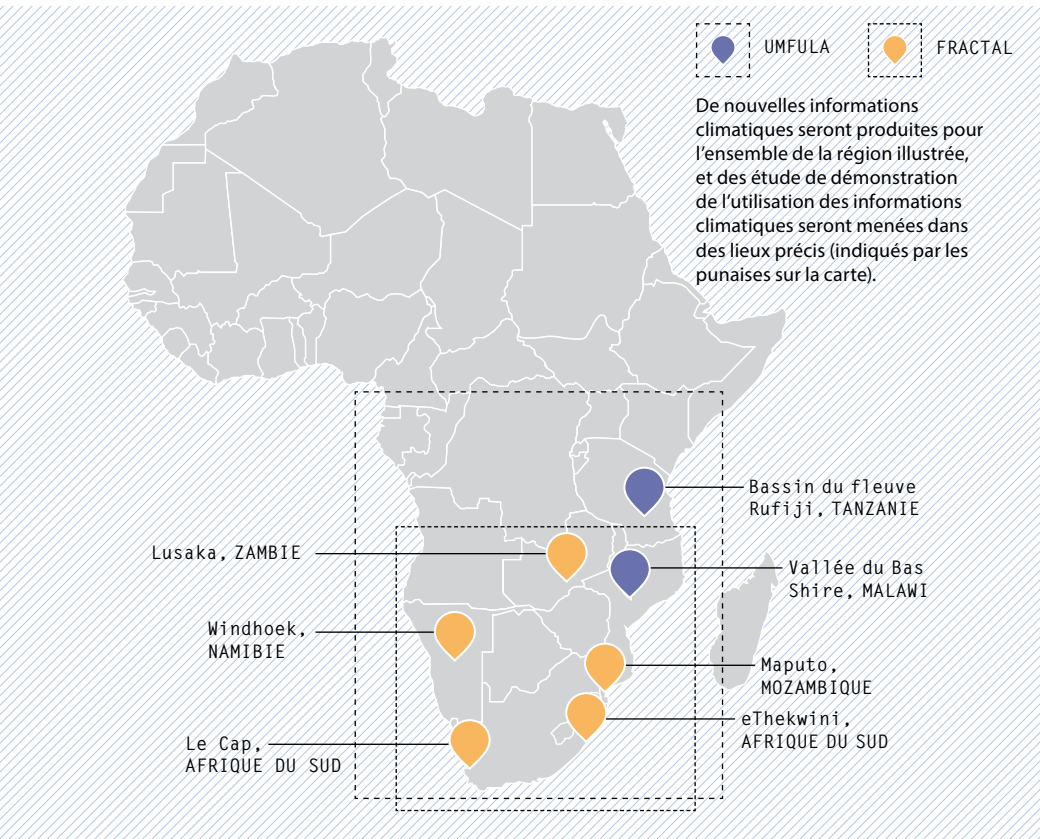 UMFULA
FRACTAL
De nouvelles informations
climatiques seront produites pour
l’ensemble de la région illustrée,
et des étude de démonstration
de l’utilisation des informations
climatiques seront menées dans
des lieux précis (indiqués par les
punaises sur la carte).
Bassin du fleuve
Rufiji, TANZANIE
Lusaka, ZAMBIE
Vallée du Bas
Shire, MALAWI
Windhoek,
NAMIBIE
Maputo,
MOZAMBIQUE
eThekwini,
AFRIQUE DU SUD
Le Cap,
AFRIQUE DU SUD